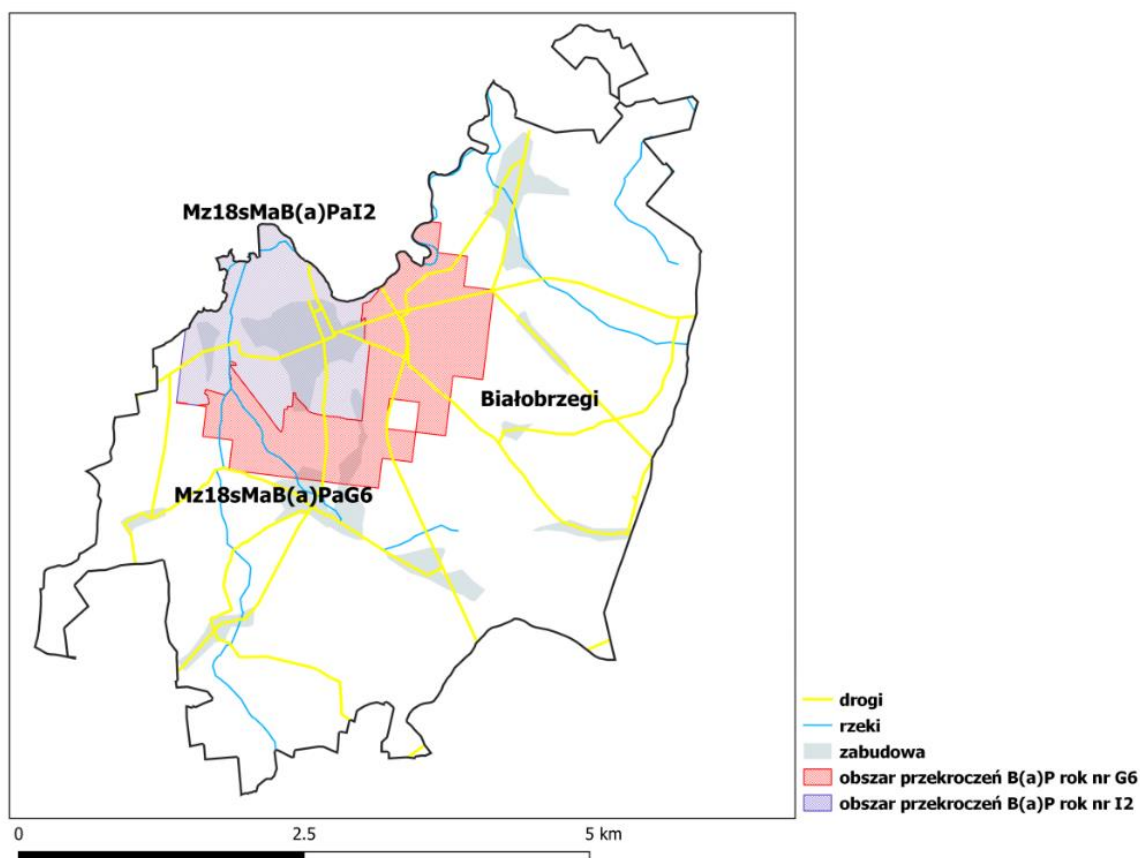 Mz18sMaB(a)PaI2
Białobrzegi
Mz18sMaB(a)PaG6
drogi
rzeki
zabudowa
obszar przekroczeń B(a)P rok nr G6
obszar przekroczeń B(a)P rok nr I2
0 2.5 5 km